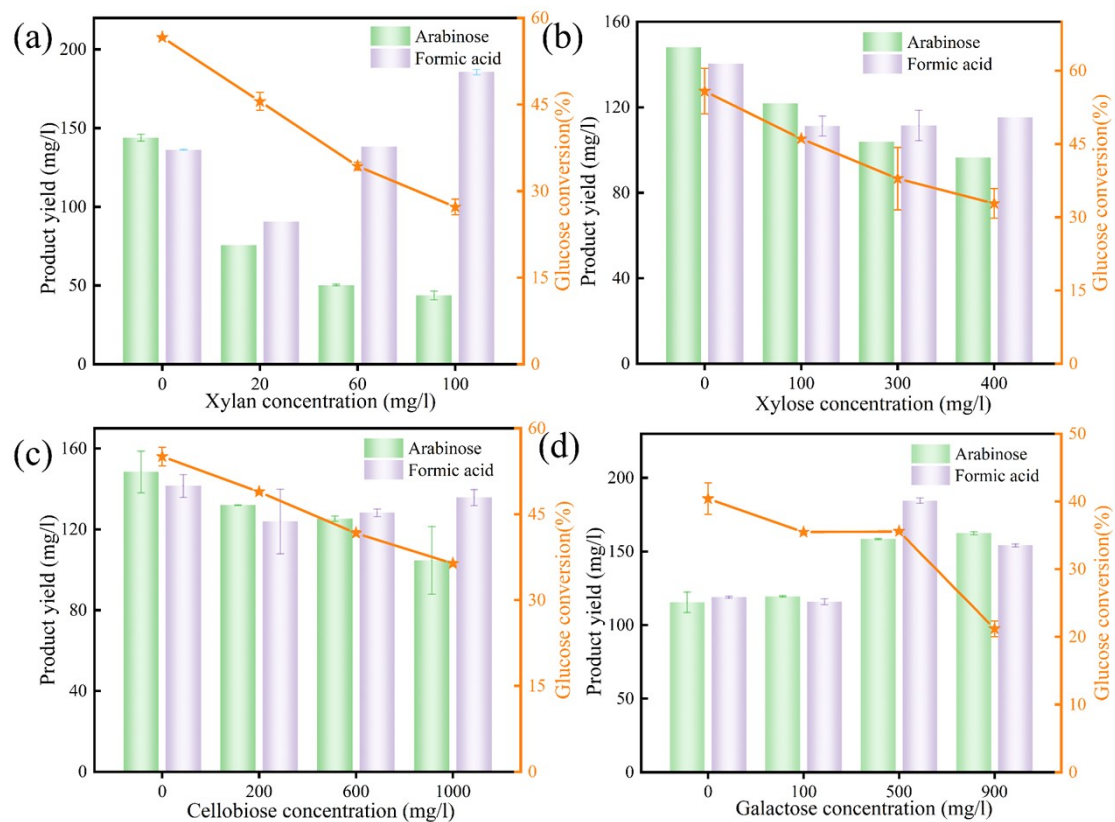 (a)
Arabinose
Formic acid
Product yield (mg/l)
200
150
100
50
0
60
45
30
15
0
Glucose conversion(%)
0 20 60 100
Xylan concentration (mg/l)
(b)
Arabinose
Formic acid
Product yield (mg/l)
160
120
80
40
0
60
45
30
15
0
Glucose conversion(%)
0 100 300 400
Xylose concentration (mg/l)
(c)
Arabinose
Formic acid
Product yield (mg/l)
160
120
80
40
0
60
45
30
15
0
Glucose conversion(%)
0 200 600 1000
Cellobiose concentration (mg/l)
(d)
Arabinose
Formic acid
Product yield (mg/l)
200
150
100
50
0
50
40
30
20
10
0
Glucose conversion(%)
0 100 500 900
Galactose concentration (mg/l)